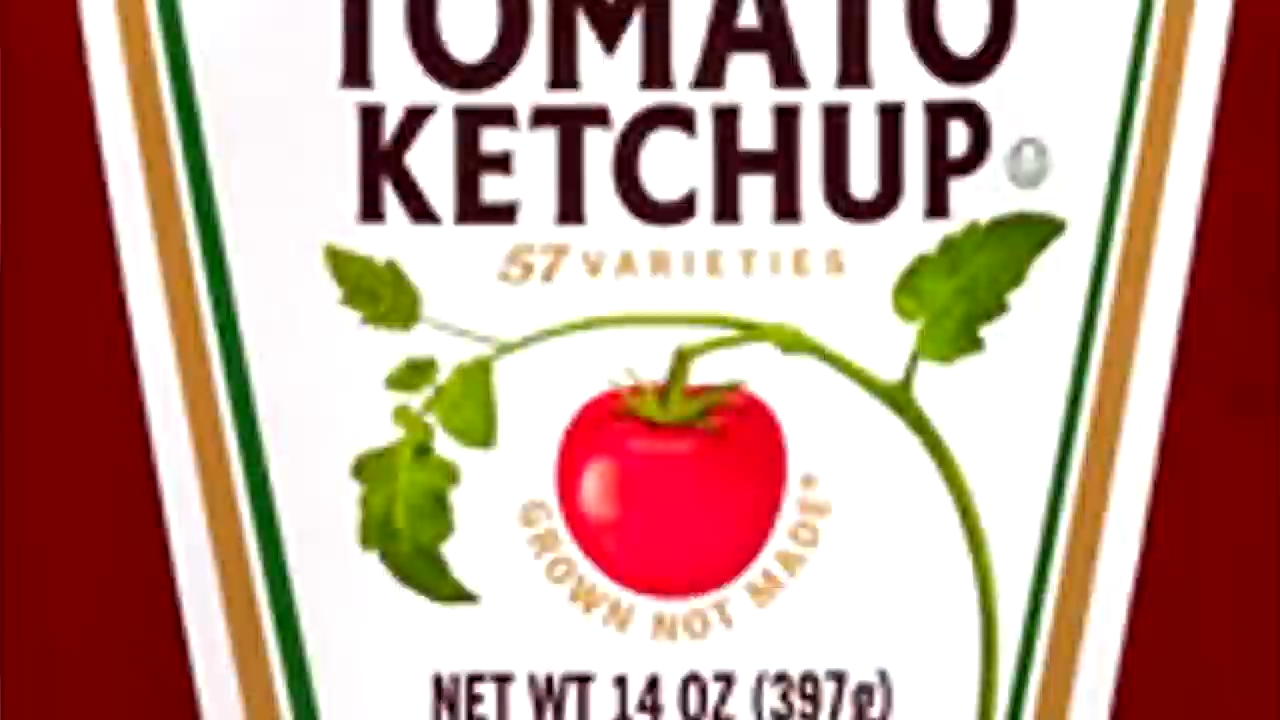 TOMATO
KETCHUP
57 VARIETIES
GROWN NOT MADE
NET WT 14 OZ (397g)